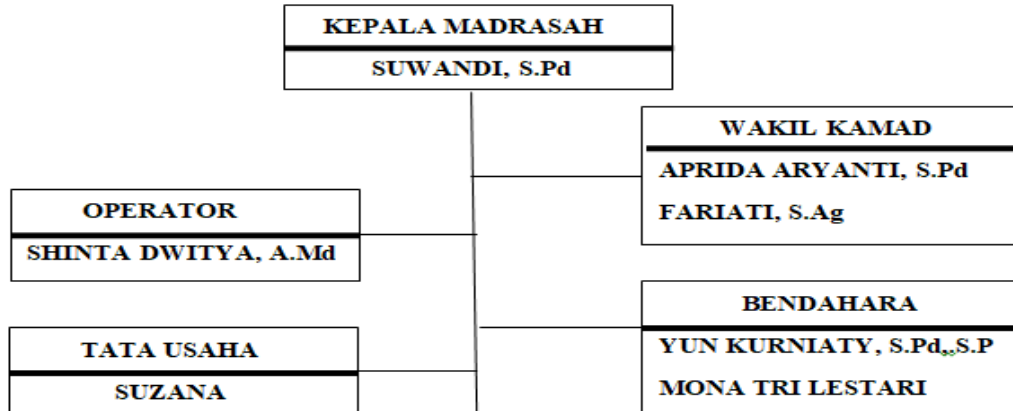 KEPALA MADRASAH
SUWANDI, S.Pd
WAKIL KAMAD
APRIDA ARYANTI, S.Pd
FARIATI, S.Ag
OPERATOR
SHINTA DWITYA, A.Md
BENDAHARA
YUN KURNIATY, S.Pd,,S.P
MONA TRI LESTARI
TATA USAHA
SUZANA